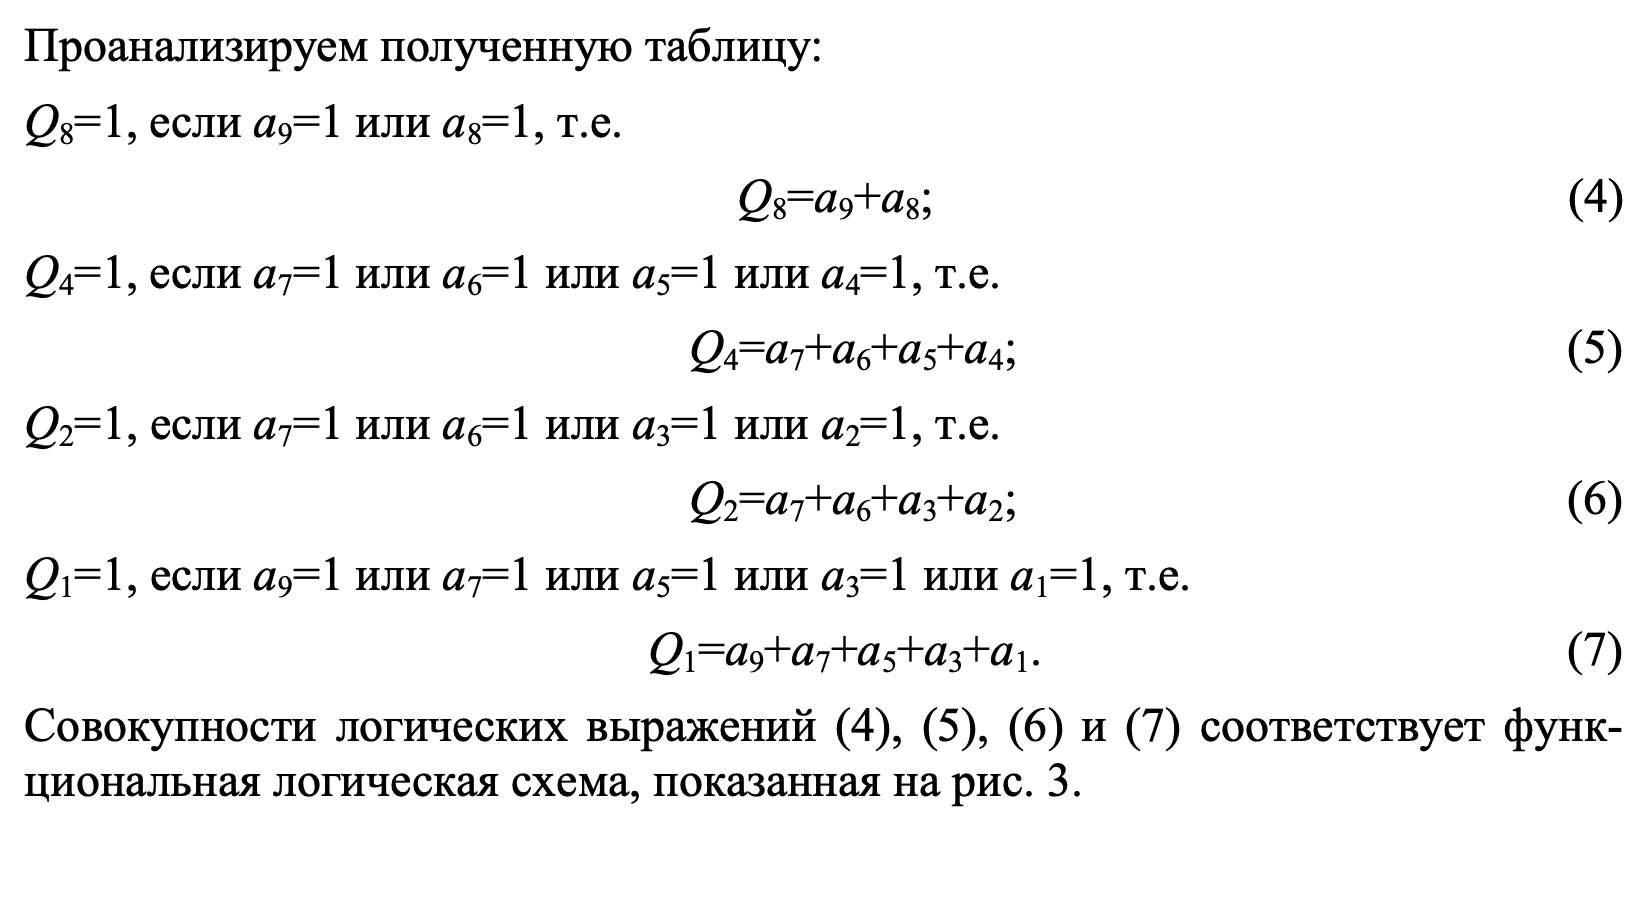 Проанализируем полученную таблицу:
Q₈=1, если a₉=1 или a₈=1, т.е.
Q₈=a₉+a₈; (4)
Q₄=1, если a₇=1 или a₆=1 или a₅=1 или a₄=1, т.е.
Q₄=a₇+a₆+a₅+a₄; (5)
Q₂=1, если a₇=1 или a₆=1 или a₃=1 или a₂=1, т.е.
Q₂=a₇+a₆+a₃+a₂; (6)
Q₁=1, если a₉=1 или a₇=1 или a₅=1 или a₃=1 или a₁=1, т.е.
Q₁=a₉+a₇+a₅+a₃+a₁. (7)
Совокупности логических выражений (4), (5), (6) и (7) соответствует функ-
циональная логическая схема, показанная на рис. 3.